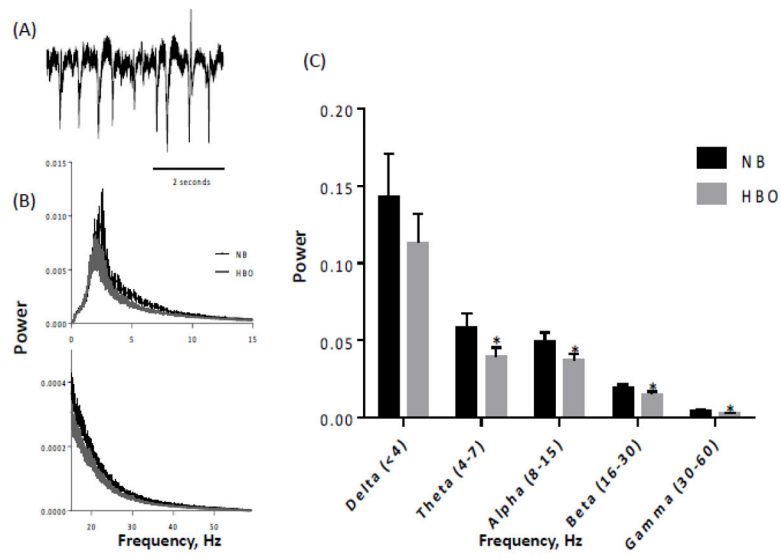 (A)
2 seconds
(B)
0.015
0.010
0.005
0.000
NB
HBO
0
5
10
15
Power
0.0004
0.0002
0.0000
20
30
40
50
Frequency, Hz
(C)
0.20
0.15
0.10
0.05
0.00
Power
NB
HBO
*
*
*
*
Delta (<4)
Theta (4-7)
Alpha (8-15)
Beta (16-30)
Gamma (30-60)
Frequency, Hz